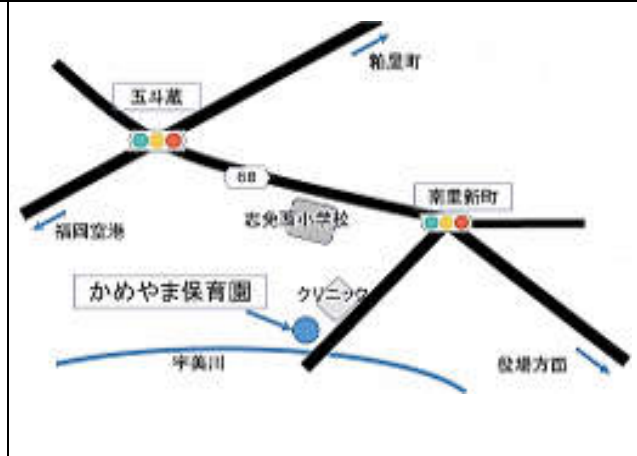 粕屋町
五斗蔵
68
南里新町
志免西小学校
福岡空港
かめやま保育園
クリニック
宇美川
役場方面